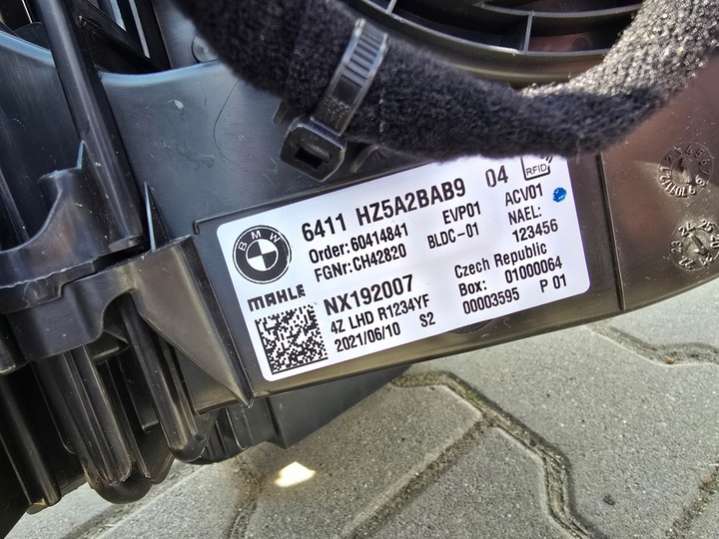 6411 HZ5A2BAB9 04 RFID
Order:60414841 EVP01 ACV01
FGNr:CH42820 BLDC-01 NAEL:
123456
BMW
MAHLE NX192007 Czech Republic
4Z LHD R1234YF Box: 01000064
2021/06/10 S2 00003595 P 01